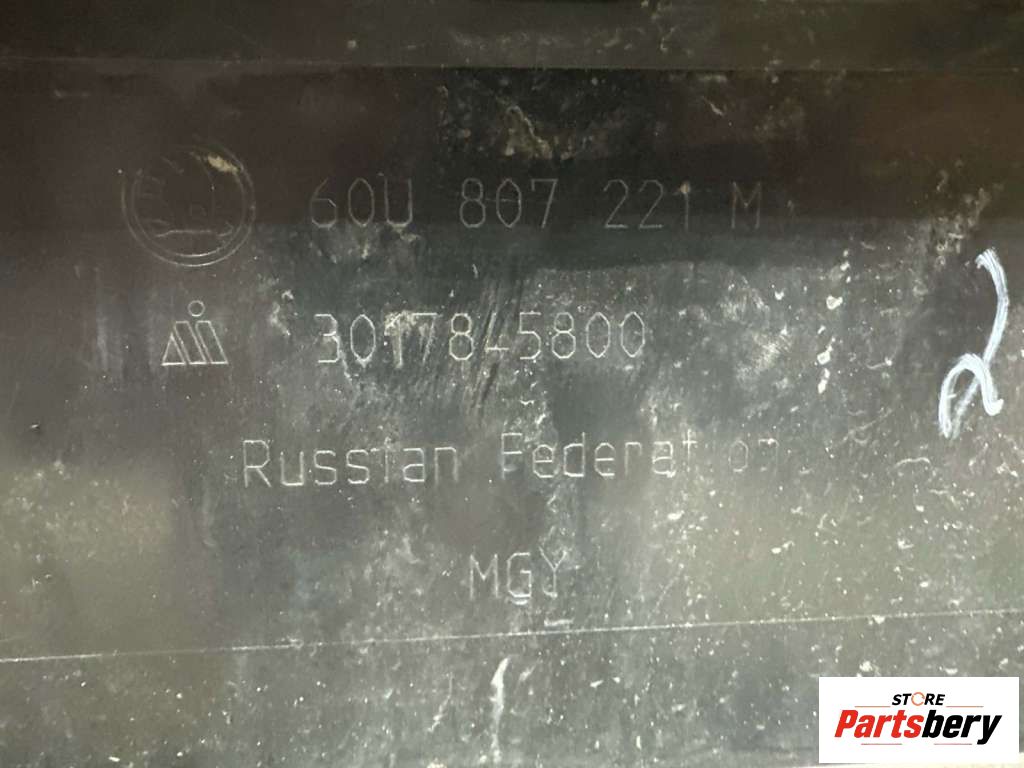 60U 807 221 M
3017845800
Russian Federation
MGY
2
STORE
Partsbery